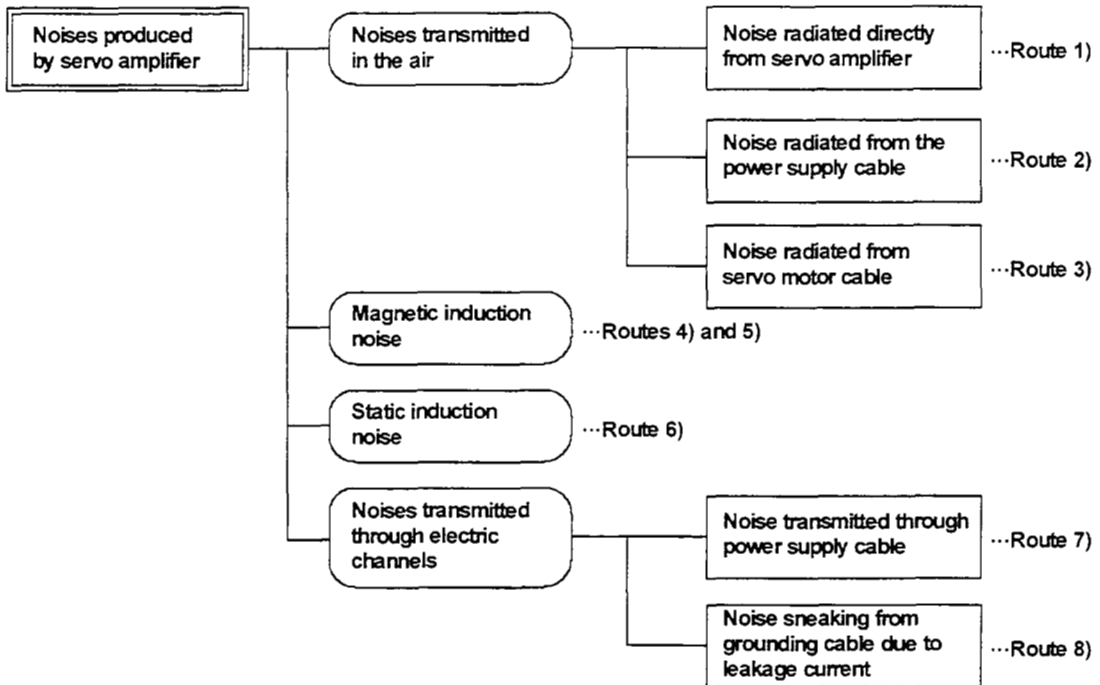 Noises produced
by servo amplifier
Noises transmitted
in the air
Noise radiated directly
from servo amplifier
···Route 1)
Noise radiated from the
power supply cable
···Route 2)
Noise radiated from
servo motor cable
···Route 3)
Magnetic induction
noise
···Routes 4) and 5)
Static induction
noise
···Route 6)
Noises transmitted
through electric
channels
Noise transmitted through
power supply cable
···Route 7)
Noise sneaking from
grounding cable due to
leakage current
···Route 8)